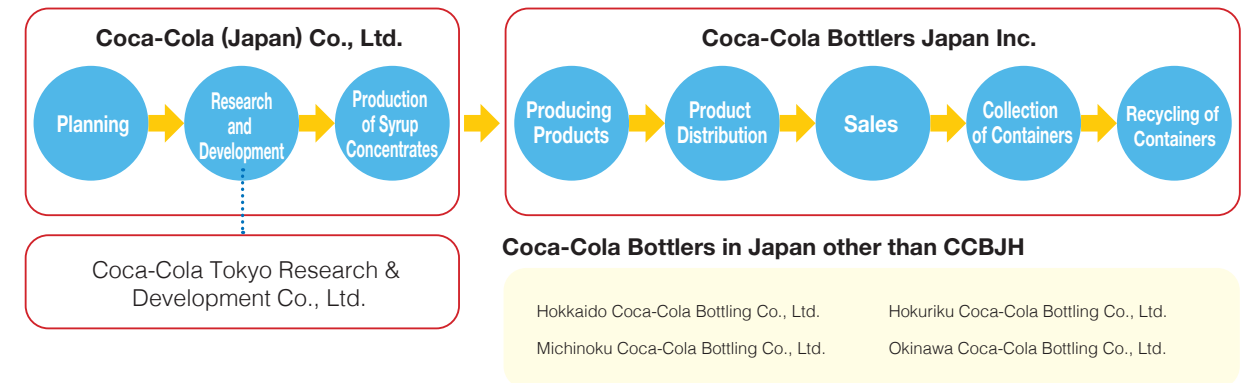 Coca-Cola (Japan) Co., Ltd.
Planning
Research
and
Development
Production
of Syrup
Concentrates
Coca-Cola Tokyo Research &
Development Co., Ltd.
Coca-Cola Bottlers Japan Inc.
Producing
Products
Product
Distribution
Sales
Collection
of Containers
Recycling of
Containers
Coca-Cola Bottlers in Japan other than CCBJH
Hokkaido Coca-Cola Bottling Co., Ltd.
Hokuriku Coca-Cola Bottling Co., Ltd.
Michinoku Coca-Cola Bottling Co., Ltd.
Okinawa Coca-Cola Bottling Co., Ltd.